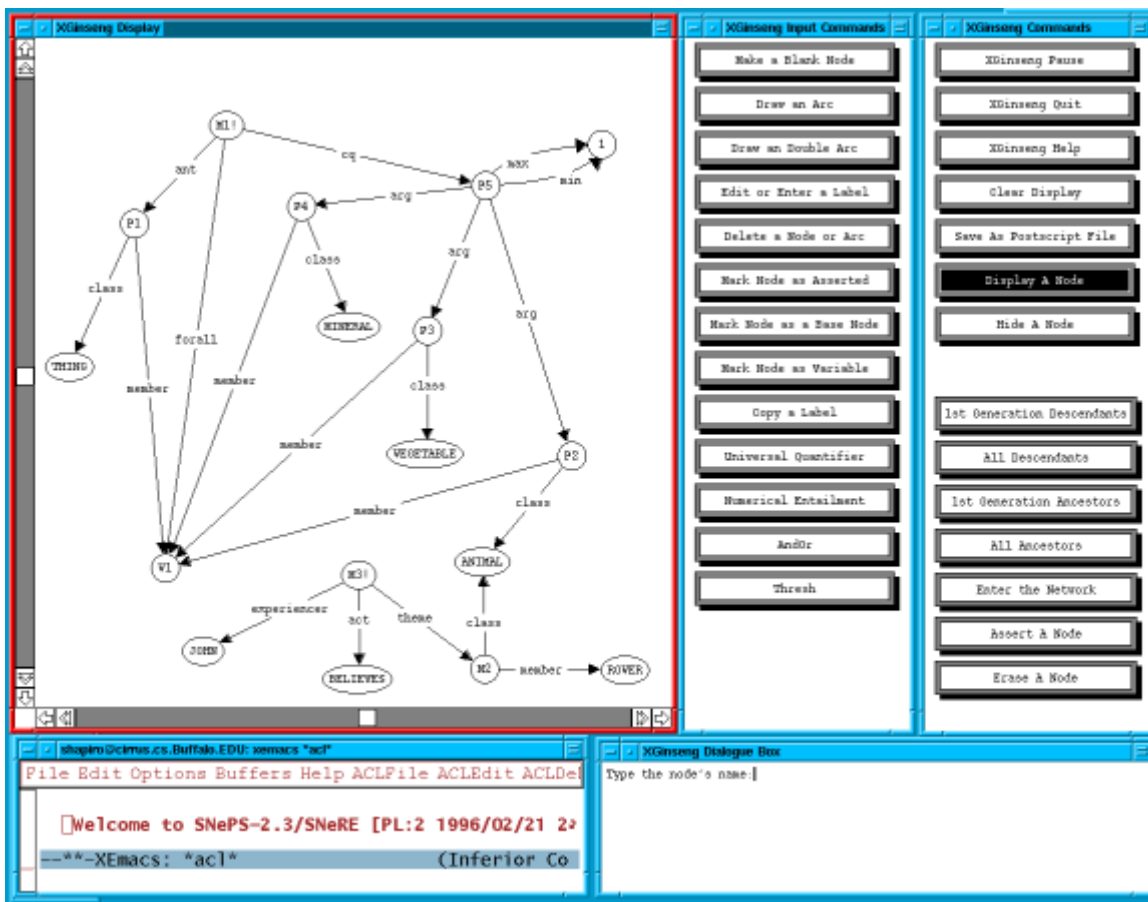 XGinseng Display
M1!
cq
max
1
min
ant
P5
P4
arg
P1
arg
class
class
arg
MINERAL
P3
forall
THING
member
member
class
member
VEGETABLE
P2
member
class
V1
M3!
ANIMAL
experiencer
act
theme
class
JOHN
BELIEVES
M2
member
ROVER
XGinseng Input Commands
Make a Blank Node
Draw an Arc
Draw an Double Arc
Edit or Enter a Label
Delete a Node or Arc
Mark Node as Asserted
Mark Node as a Base Node
Mark Node as Variable
Copy a Label
Universal Quantifier
Numerical Entailment
AndOr
Thresh
XGinseng Commands
XGinseng Pause
XGinseng Quit
XGinseng Help
Clear Display
Save As Postscript File
Display A Node
Hide A Node
1st Generation Descendants
All Descendants
1st Generation Ancestors
All Ancestors
Enter the Network
Assert A Node
Erase A Node
shapiro@cirrus.cs.Buffalo.EDU: xemacs *acl*
File Edit Options Buffers Help ACLFile ACLEdit ACLDe
Welcome to SNePS-2.3/SNeRE [PL:2 1996/02/21 2
--**-XEmacs: *acl* (Inferior Co
XGinseng Dialogue Box
Type the node's name: